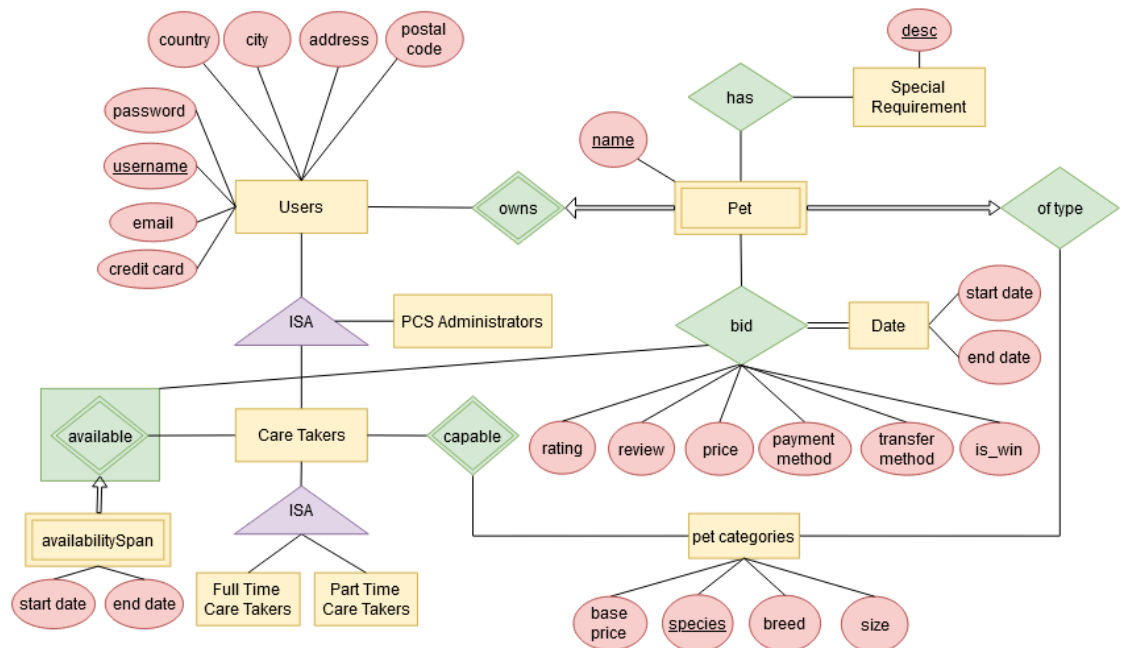 country
city
address
postal
code
desc
password
has
Special
Requirement
name
username
Users
owns
Pet
of type
email
credit card
start date
ISA
PCS Administrators
bid
Date
end date
available
Care Takers
capable
rating
review
price
payment
method
transfer
method
is_win
ISA
availabilitySpan
pet categories
start date
end date
Full Time
Care Takers
Part Time
Care Takers
base
price
species
breed
size